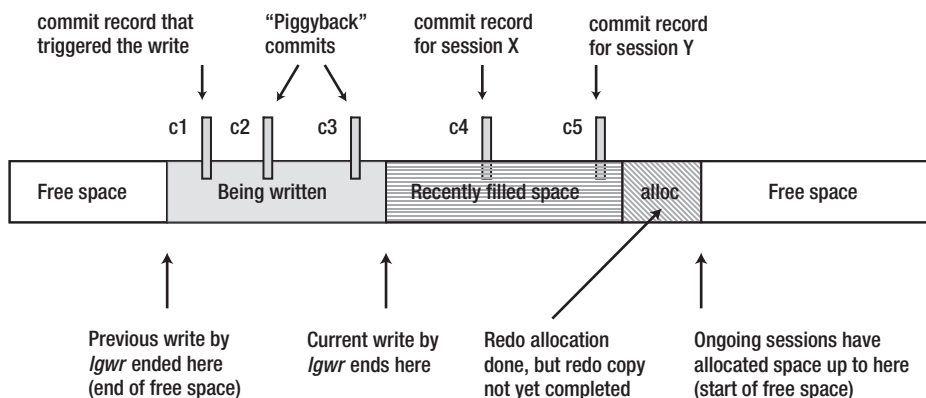 commit record that
triggered the write
“Piggyback”
commits
commit record
for session X
commit record
for session Y
c1
c2
c3
c4
c5
Free space
Being written
Recently filled space
alloc
Free space
Previous write by
lgwr ended here
(end of free space)
Current write by
lgwr ends here
Redo allocation
done, but redo copy
not yet completed
Ongoing sessions have
allocated space up to here
(start of free space)